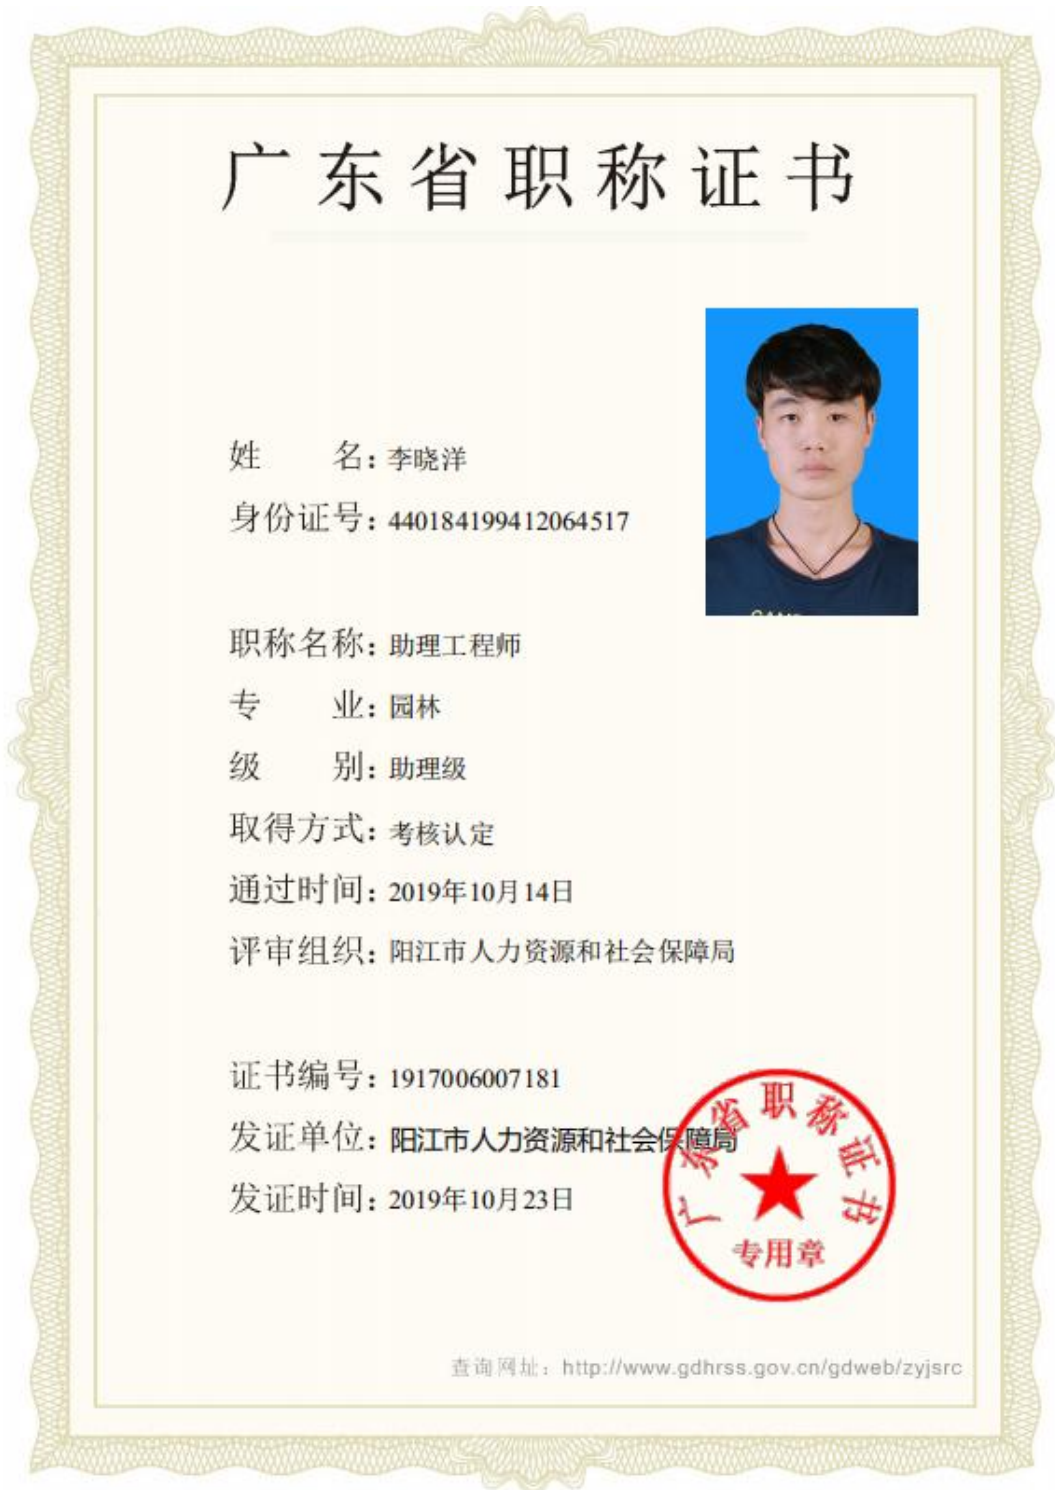 广东省职称证书
姓 名：李晓洋
身份证号：440184199412064517
职称名称：助理工程师
专 业：园林
级 别：助理级
取得方式：考核认定
通过时间：2019年10月14日
评审组织：阳江市人力资源和社会保障局
证书编号：1917006007181
发证单位：阳江市人力资源和社会保障局
发证时间：2019年10月23日
广东省职称证书
专用章
查询网址：http://www.gdhrss.gov.cn/gdweb/zyjsrc